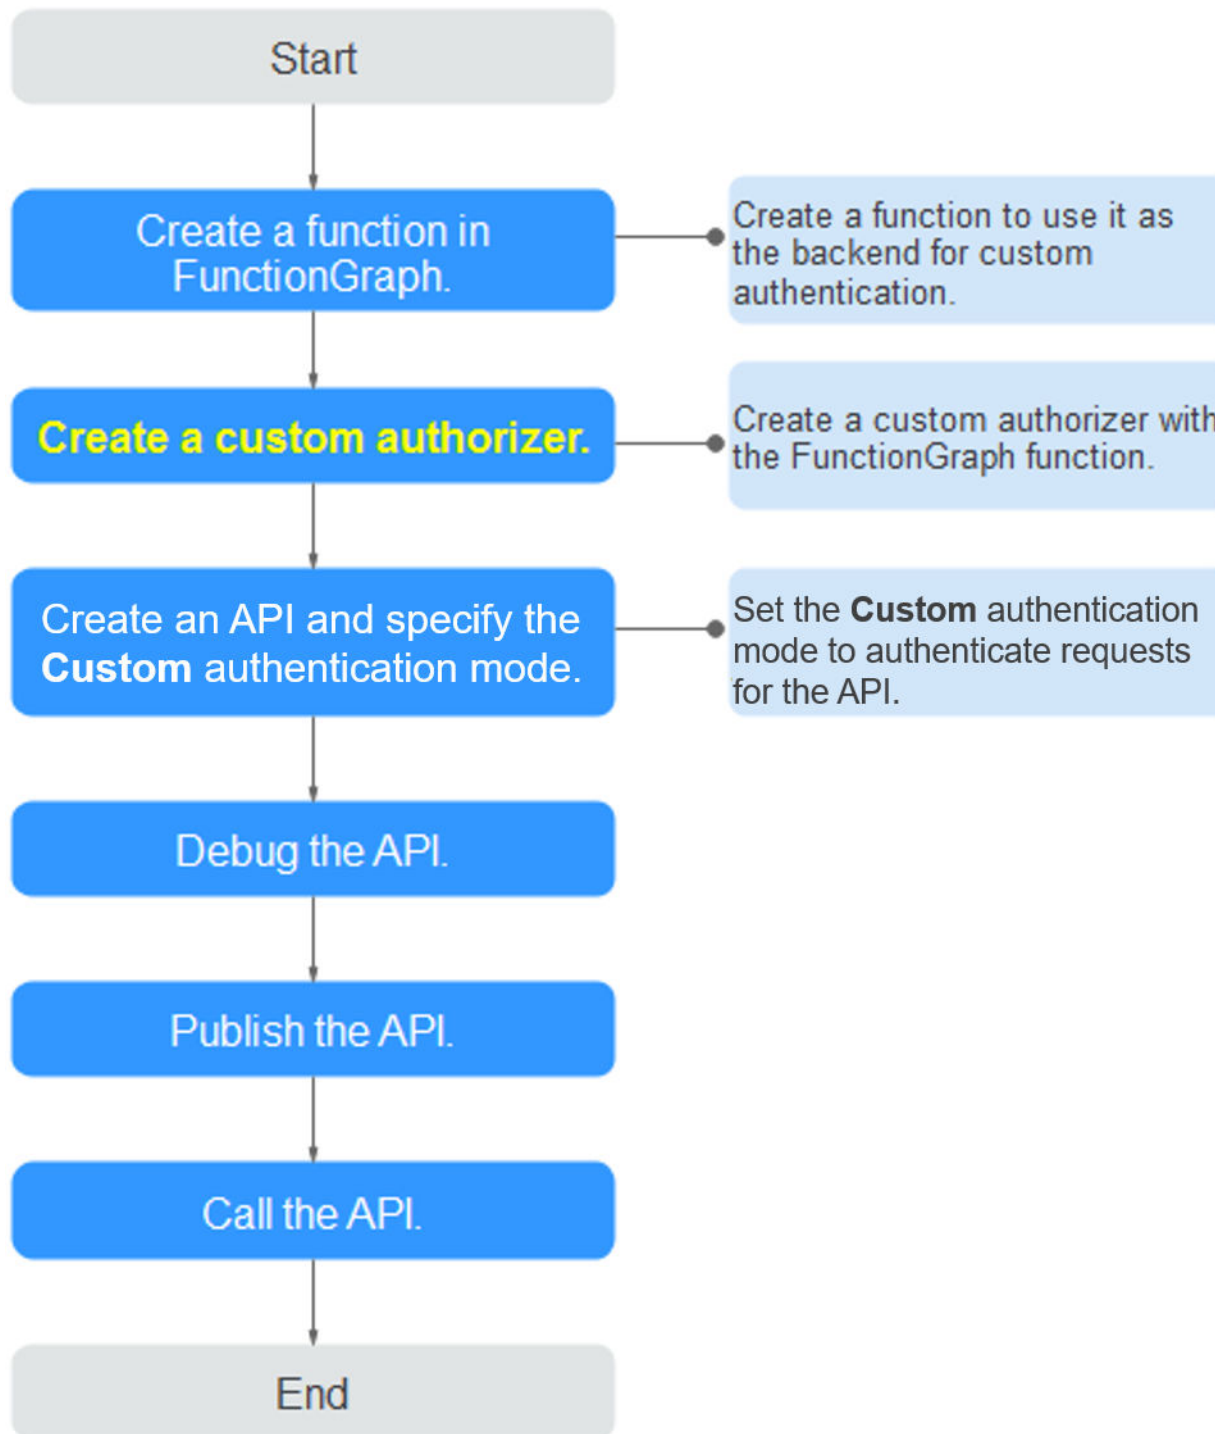 Start
Create a function in
FunctionGraph.
Create a function to use it as
the backend for custom
authentication.
Create a custom authorizer.
Create a custom authorizer with
the FunctionGraph function.
Create an API and specify the
Custom authentication mode.
Set the Custom authentication
mode to authenticate requests
for the API.
Debug the API.
Publish the API.
Call the API.
End